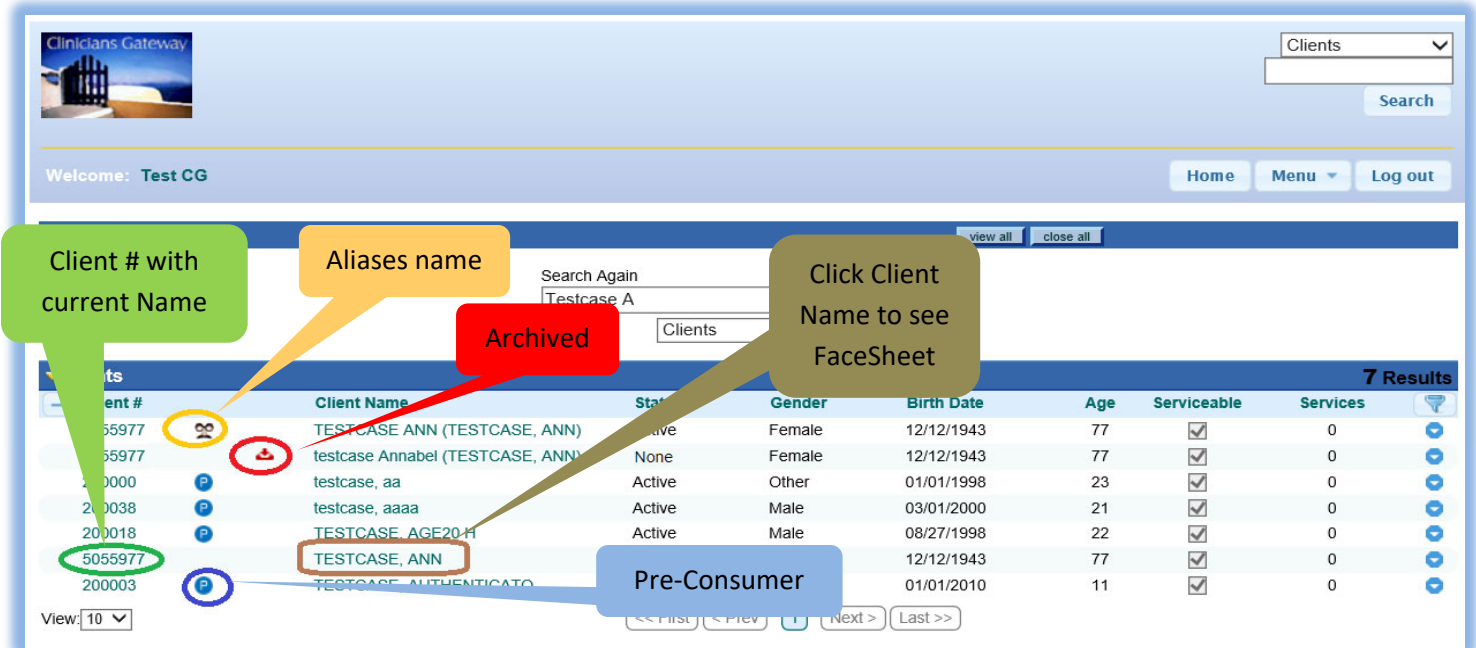 Clinicians Gateway
Clients
Search
Welcome: Test CG
Home Menu Log out
view all close all
Client # with
current Name
Aliases name
Archived
Click Client
Name to see
FaceSheet
Search Again
Testcase A
Clients
7 Results
Client Name Gender Birth Date Age Serviceable Services
TESTCASE ANN (TESTCASE, ANN) Female 12/12/1943 77 0
testcase Annabel (TESTCASE, ANN) None Female 12/12/1943 77 0
P testcase, aa Active Other 01/01/1998 23 0
P testcase, aaaa Active Male 03/01/2000 21 0
200018 P TESTCASE, AGE20 H Active Male 08/27/1998 22 0
5055977 TESTCASE, ANN 12/12/1943 77 0
200003 P TESTCASE, AUTHENTICATO 01/01/2010 11 0
Pre-Consumer
View: 10 << First < Prev 1 Next > Last >>